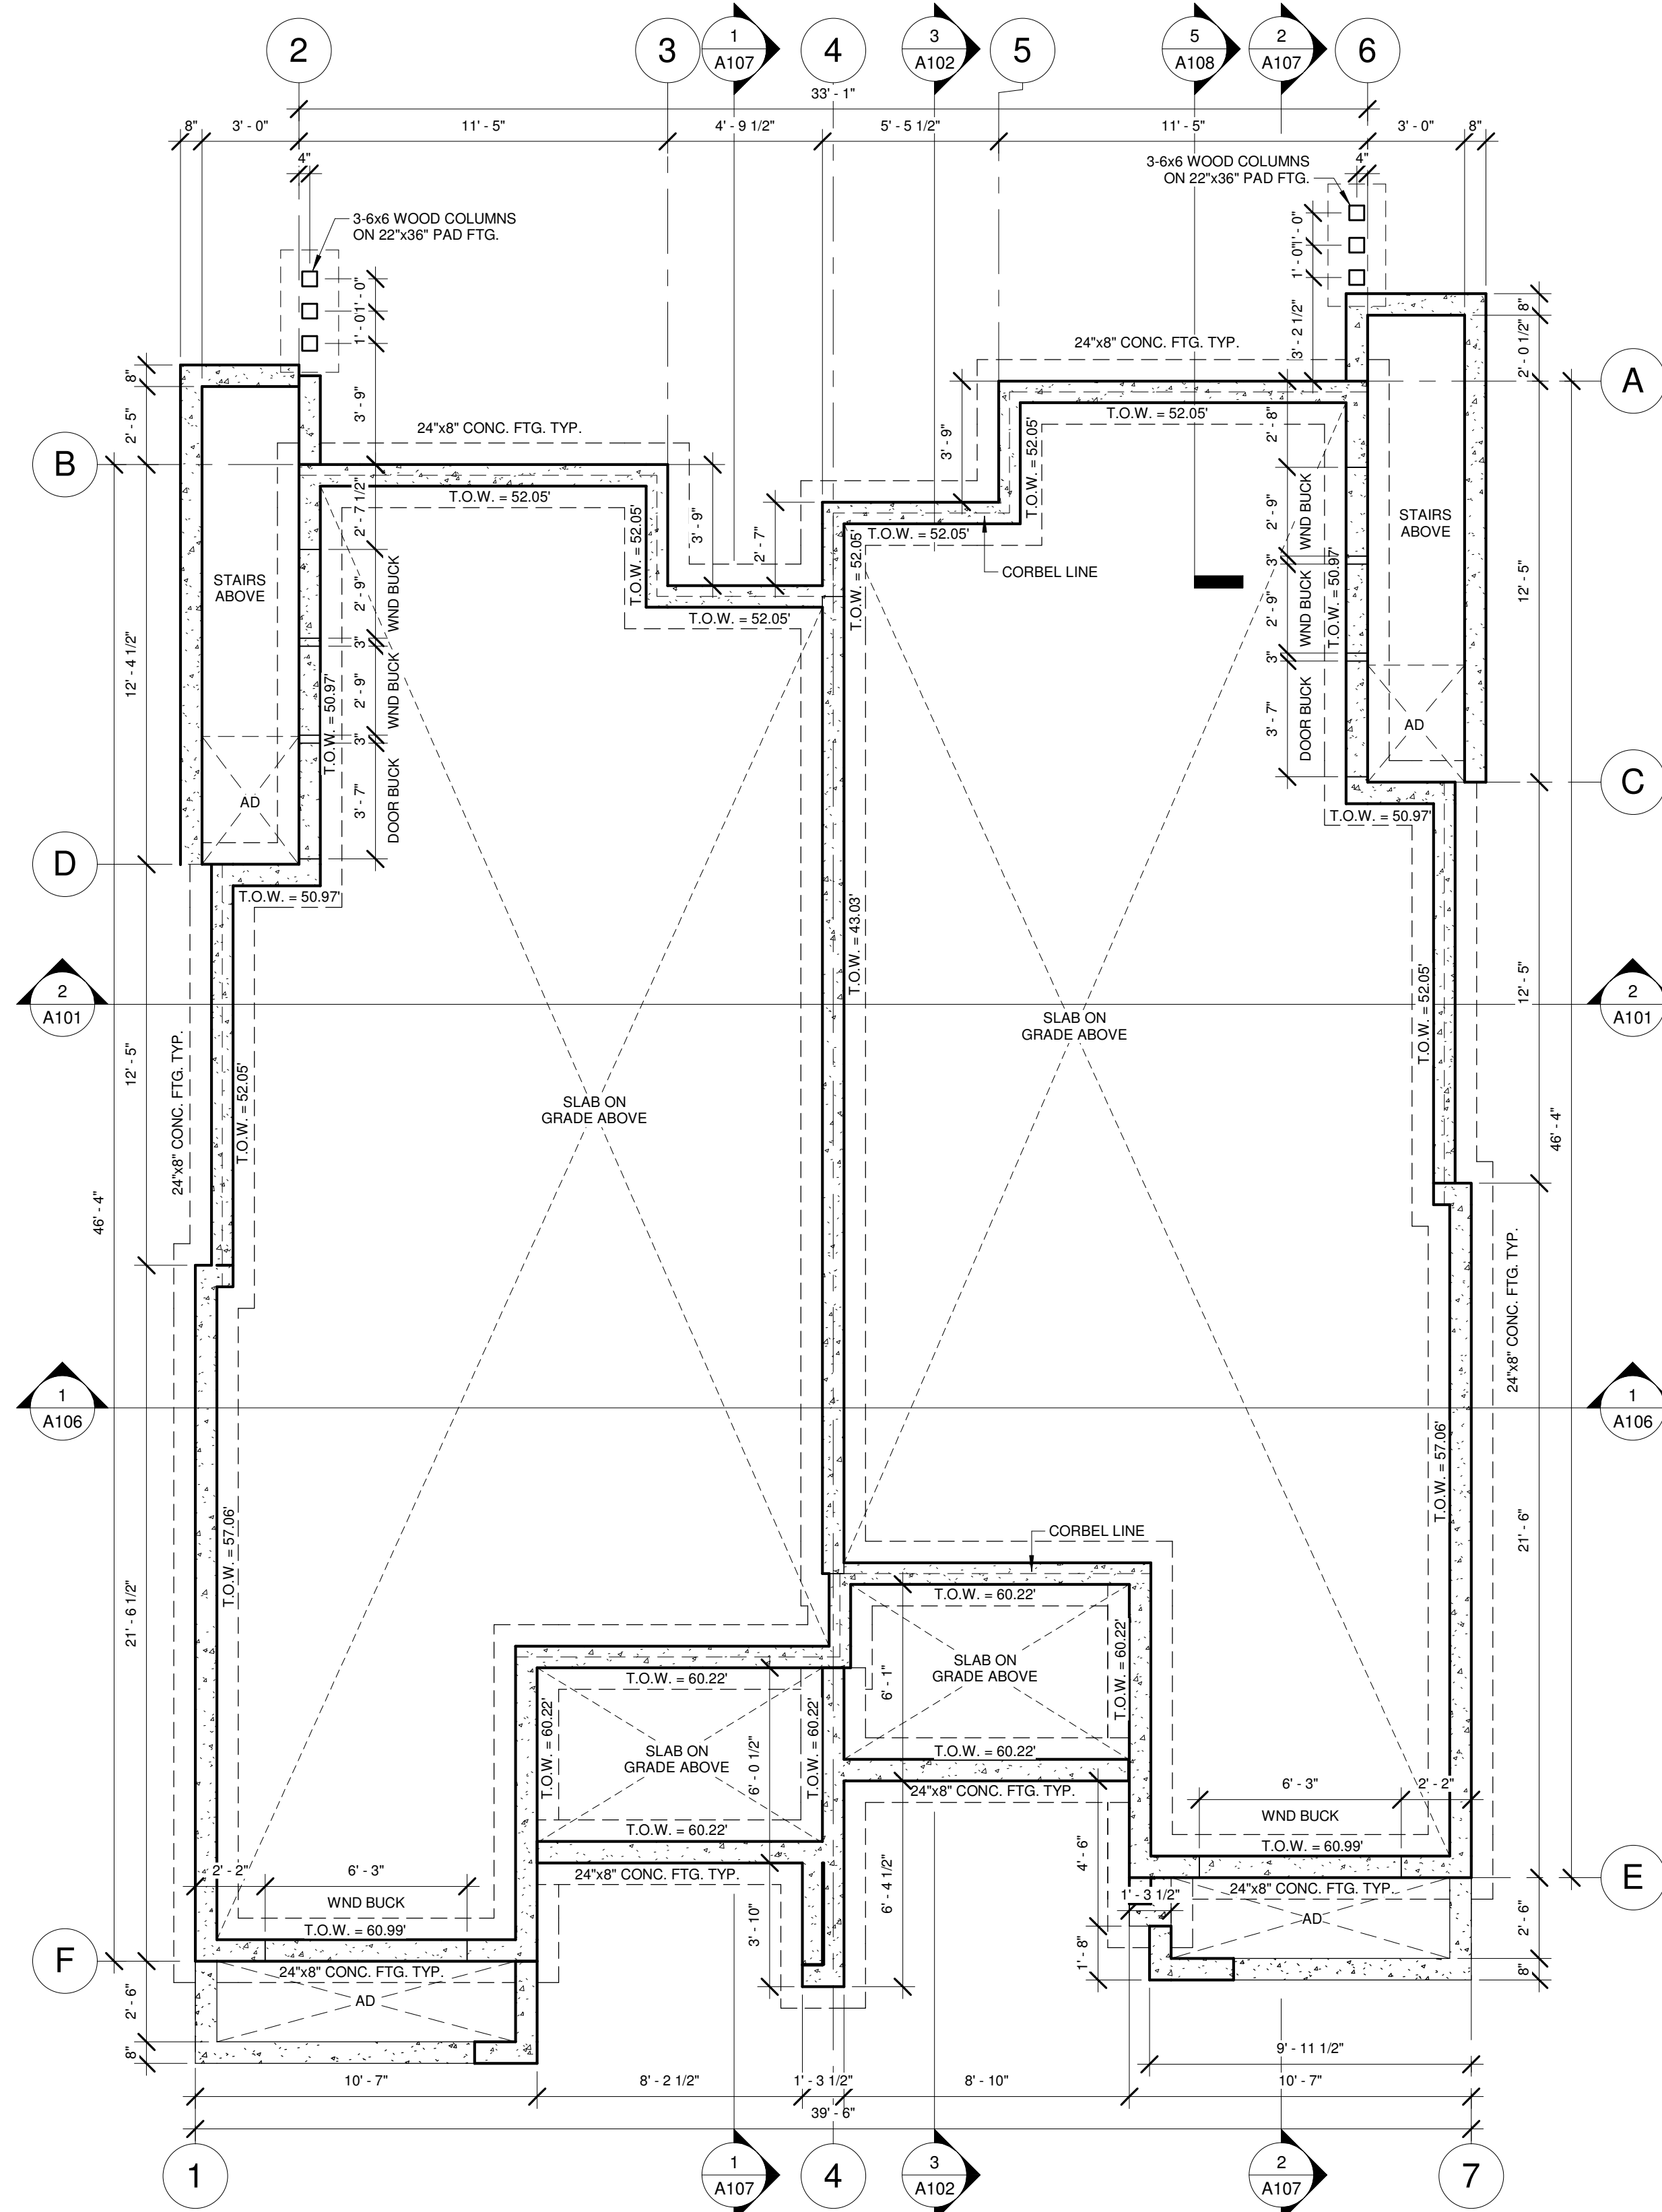 2
3
1
A107
4
3
A102
5
5
A108
2
A107
6
33' - 1"
8"
3' - 0"
11' - 5"
4' - 9 1/2"
5' - 5 1/2"
11' - 5"
3' - 0"
8"
4"
4"
3-6x6 WOOD COLUMNS
ON 22"x36" PAD FTG.
3-6x6 WOOD COLUMNS
ON 22"x36" PAD FTG.
1' - 0"
1' - 0"
1' - 0"
1' - 0"
3' - 2 1/2"
8"
2' - 0 1/2"
24"x8" CONC. FTG. TYP.
A
8"
2' - 5"
3' - 9"
24"x8" CONC. FTG. TYP.
3' - 9"
T.O.W. = 52.05'
T.O.W. = 52.05'
2' - 8"
B
2' - 7 1/2"
T.O.W. = 52.05'
T.O.W. = 52.05'
3' - 9"
2' - 7"
T.O.W. = 52.05'
T.O.W. = 52.05'
CORBEL LINE
2' - 9"
WND BUCK
STAIRS
ABOVE
3"
T.O.W. = 50.97'
12' - 5"
STAIRS
ABOVE
2' - 9"
WND BUCK
T.O.W. = 52.05'
2' - 9"
WND BUCK
12' - 4 1/2"
3"
T.O.W. = 50.97'
2' - 9"
WND BUCK
3"
3' - 7"
DOOR BUCK
AD
3"
AD
3' - 7"
DOOR BUCK
C
T.O.W. = 50.97'
D
T.O.W. = 50.97'
T.O.W. = 43.03'
2
A101
12' - 5"
T.O.W. = 52.05'
2
A101
SLAB ON
GRADE ABOVE
24"x8" CONC. FTG. TYP.
12' - 5"
T.O.W. = 52.05'
SLAB ON
GRADE ABOVE
46' - 4"
46' - 4"
24"x8" CONC. FTG. TYP.
1
A106
1
A106
T.O.W. = 57.06'
21' - 6"
T.O.W. = 57.06'
CORBEL LINE
21' - 6 1/2"
T.O.W. = 60.22'
SLAB ON
GRADE ABOVE
T.O.W. = 60.22'
6' - 1"
T.O.W. = 60.22'
T.O.W. = 60.22'
SLAB ON
GRADE ABOVE
6' - 0 1/2"
T.O.W. = 60.22'
T.O.W. = 60.22'
24"x8" CONC. FTG. TYP.
6' - 3"
2' - 2"
WND BUCK
T.O.W. = 60.22'
4' - 6"
T.O.W. = 60.99'
2' - 2"
6' - 3"
24"x8" CONC. FTG. TYP.
WND BUCK
T.O.W. = 60.99'
3' - 10"
6' - 4 1/2"
1' - 3 1/2"
24"x8" CONC. FTG. TYP.
AD
E
2' - 6"
F
24"x8" CONC. FTG. TYP.
AD
1' - 8"
8"
2' - 6"
8"
9' - 11 1/2"
10' - 7"
8' - 2 1/2"
1' - 3 1/2"
8' - 10"
10' - 7"
39' - 6"
1
1
A107
4
3
A102
2
A107
7